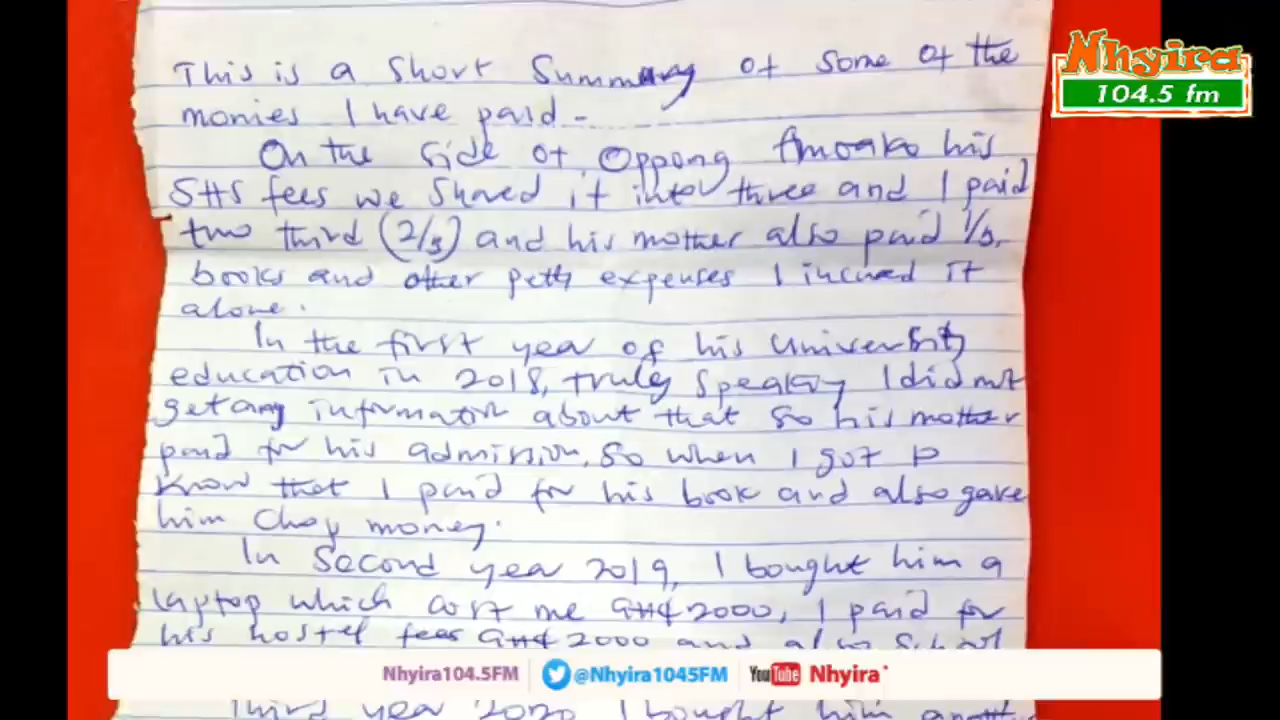 Nhyira
104.5 fm
This is a Short Summary of Some of the
monies I have paid -
On the Side of Oppong Amoako his
SHS fees we Shared it into three and I paid
two third (2/3) and his mother also paid 1/3.
books and other petty expenses I incured it
alone.
In the first year of his University
education in 2018, truly Speaking I did not
get any information about that So his mother
paid for his admission, So when I got to
know that I paid for his book and also gave
him Chop money.
In Second year 2019, I bought him a
laptop which cost me GH¢ 2000, I paid for
his hostel fees GH¢ 2000 and also School
Third year 2020 I bought him
Nhyira104.5FM
@Nhyira1045FM
YouTube Nhyira